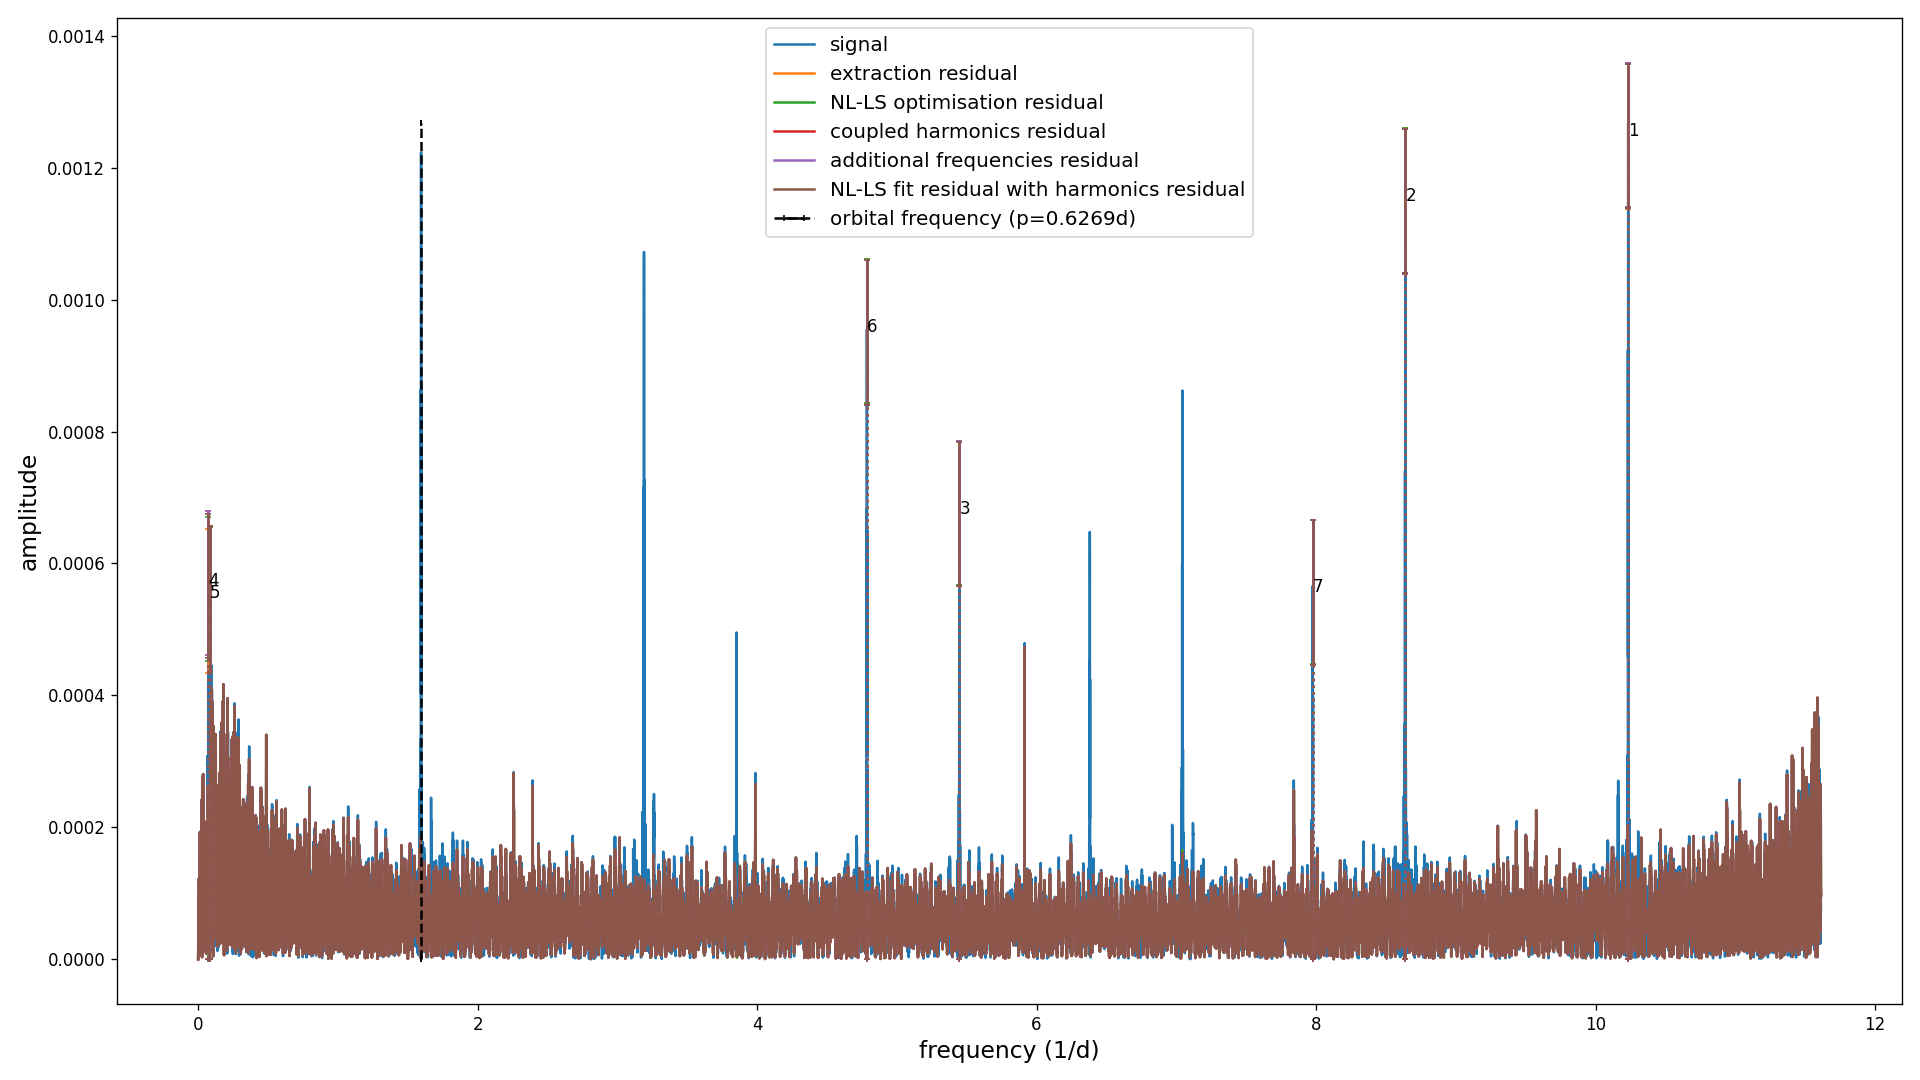 signal
extraction residual
NL-LS optimisation residual
coupled harmonics residual
additional frequencies residual
NL-LS fit residual with harmonics residual
orbital frequency (p=0.6269d)
amplitude
0.0014
0.0012
0.0010
0.0008
0.0006
0.0004
0.0002
0.0000
1
2
6
3
4
5
7
0 2 4 6 8 10 12
frequency (1/d)